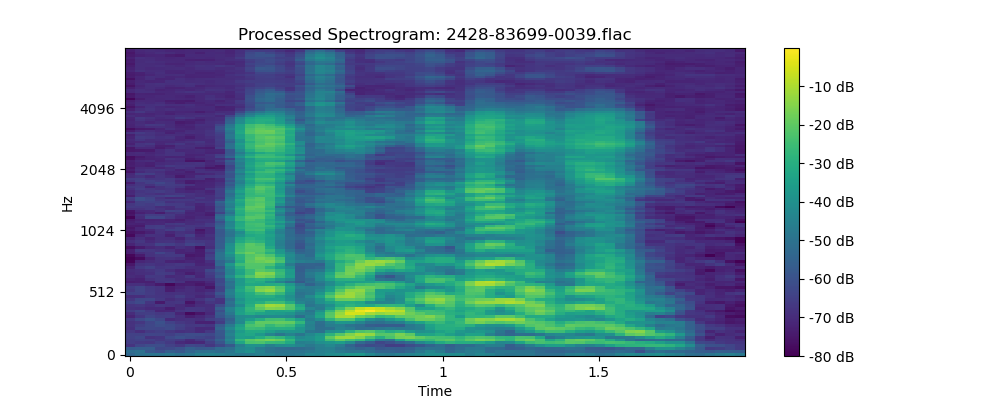 Processed Spectrogram: 2428-83699-0039.flac
4096
2048
1024
512
0
Hz
0
0.5
1
1.5
Time
-10 dB
-20 dB
-30 dB
-40 dB
-50 dB
-60 dB
-70 dB
-80 dB